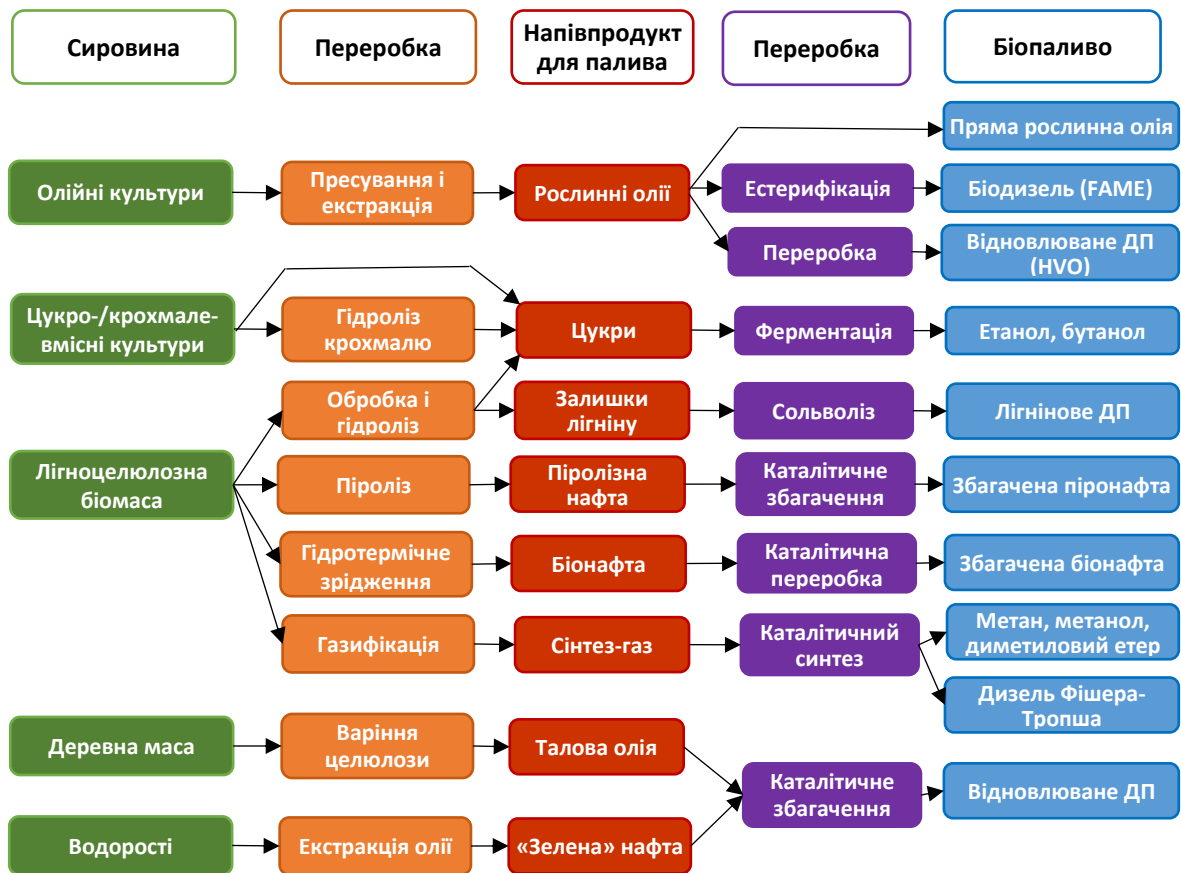 Сировина
Переробка
Напівпродукт
для палива
Переробка
Біопаливо
Пряма рослинна олія
Олійні культури
Пресування і
екстракція
Рослинні олії
Естерифікація
Біодизель (FAME)
Переробка
Відновлюване ДП
(HVO)
Цукро-/крохмале-
вмісні культури
Гідроліз
крохмалю
Цукри
Ферментація
Етанол, бутанол
Обробка і
гідроліз
Залишки
лігніну
Сольволіз
Лігнінове ДП
Лігноцелюлозна
біомаса
Піроліз
Піролізна
нафта
Каталітичне
збагачення
Збагачена піронафта
Гідротермічне
зрідження
Біонафта
Каталітична
переробка
Збагачена біонафта
Газифікація
Сінтез-газ
Каталітичний
синтез
Метан, метанол,
диметиловий етер
Дизель Фішера-
Тропша
Деревна маса
Варіння
целюлози
Талова олія
Каталітичне
збагачення
Відновлюване ДП
Водорості
Екстракція олії
«Зелена» нафта